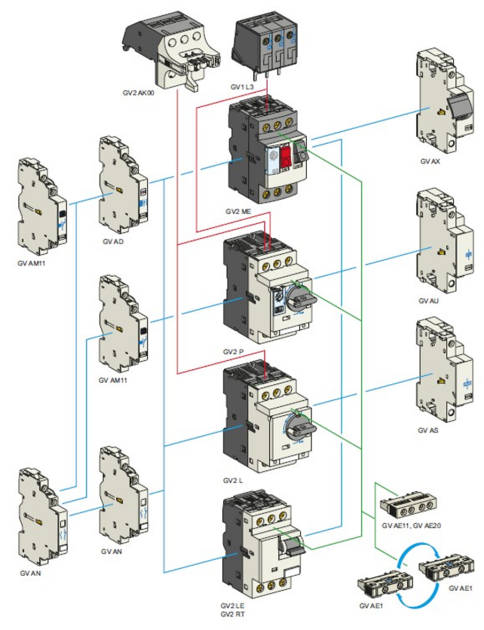 GV2 AK00
GV1 L3
GV AX
GV2 ME
GV AD
GV AM11
GV AU
GV2 P
GV AM11
GV AS
GV2 L
GV AE11, GV AE20
GV AN
GV AN
GV AE1
GV AE1
GV2 LE
GV2 RT